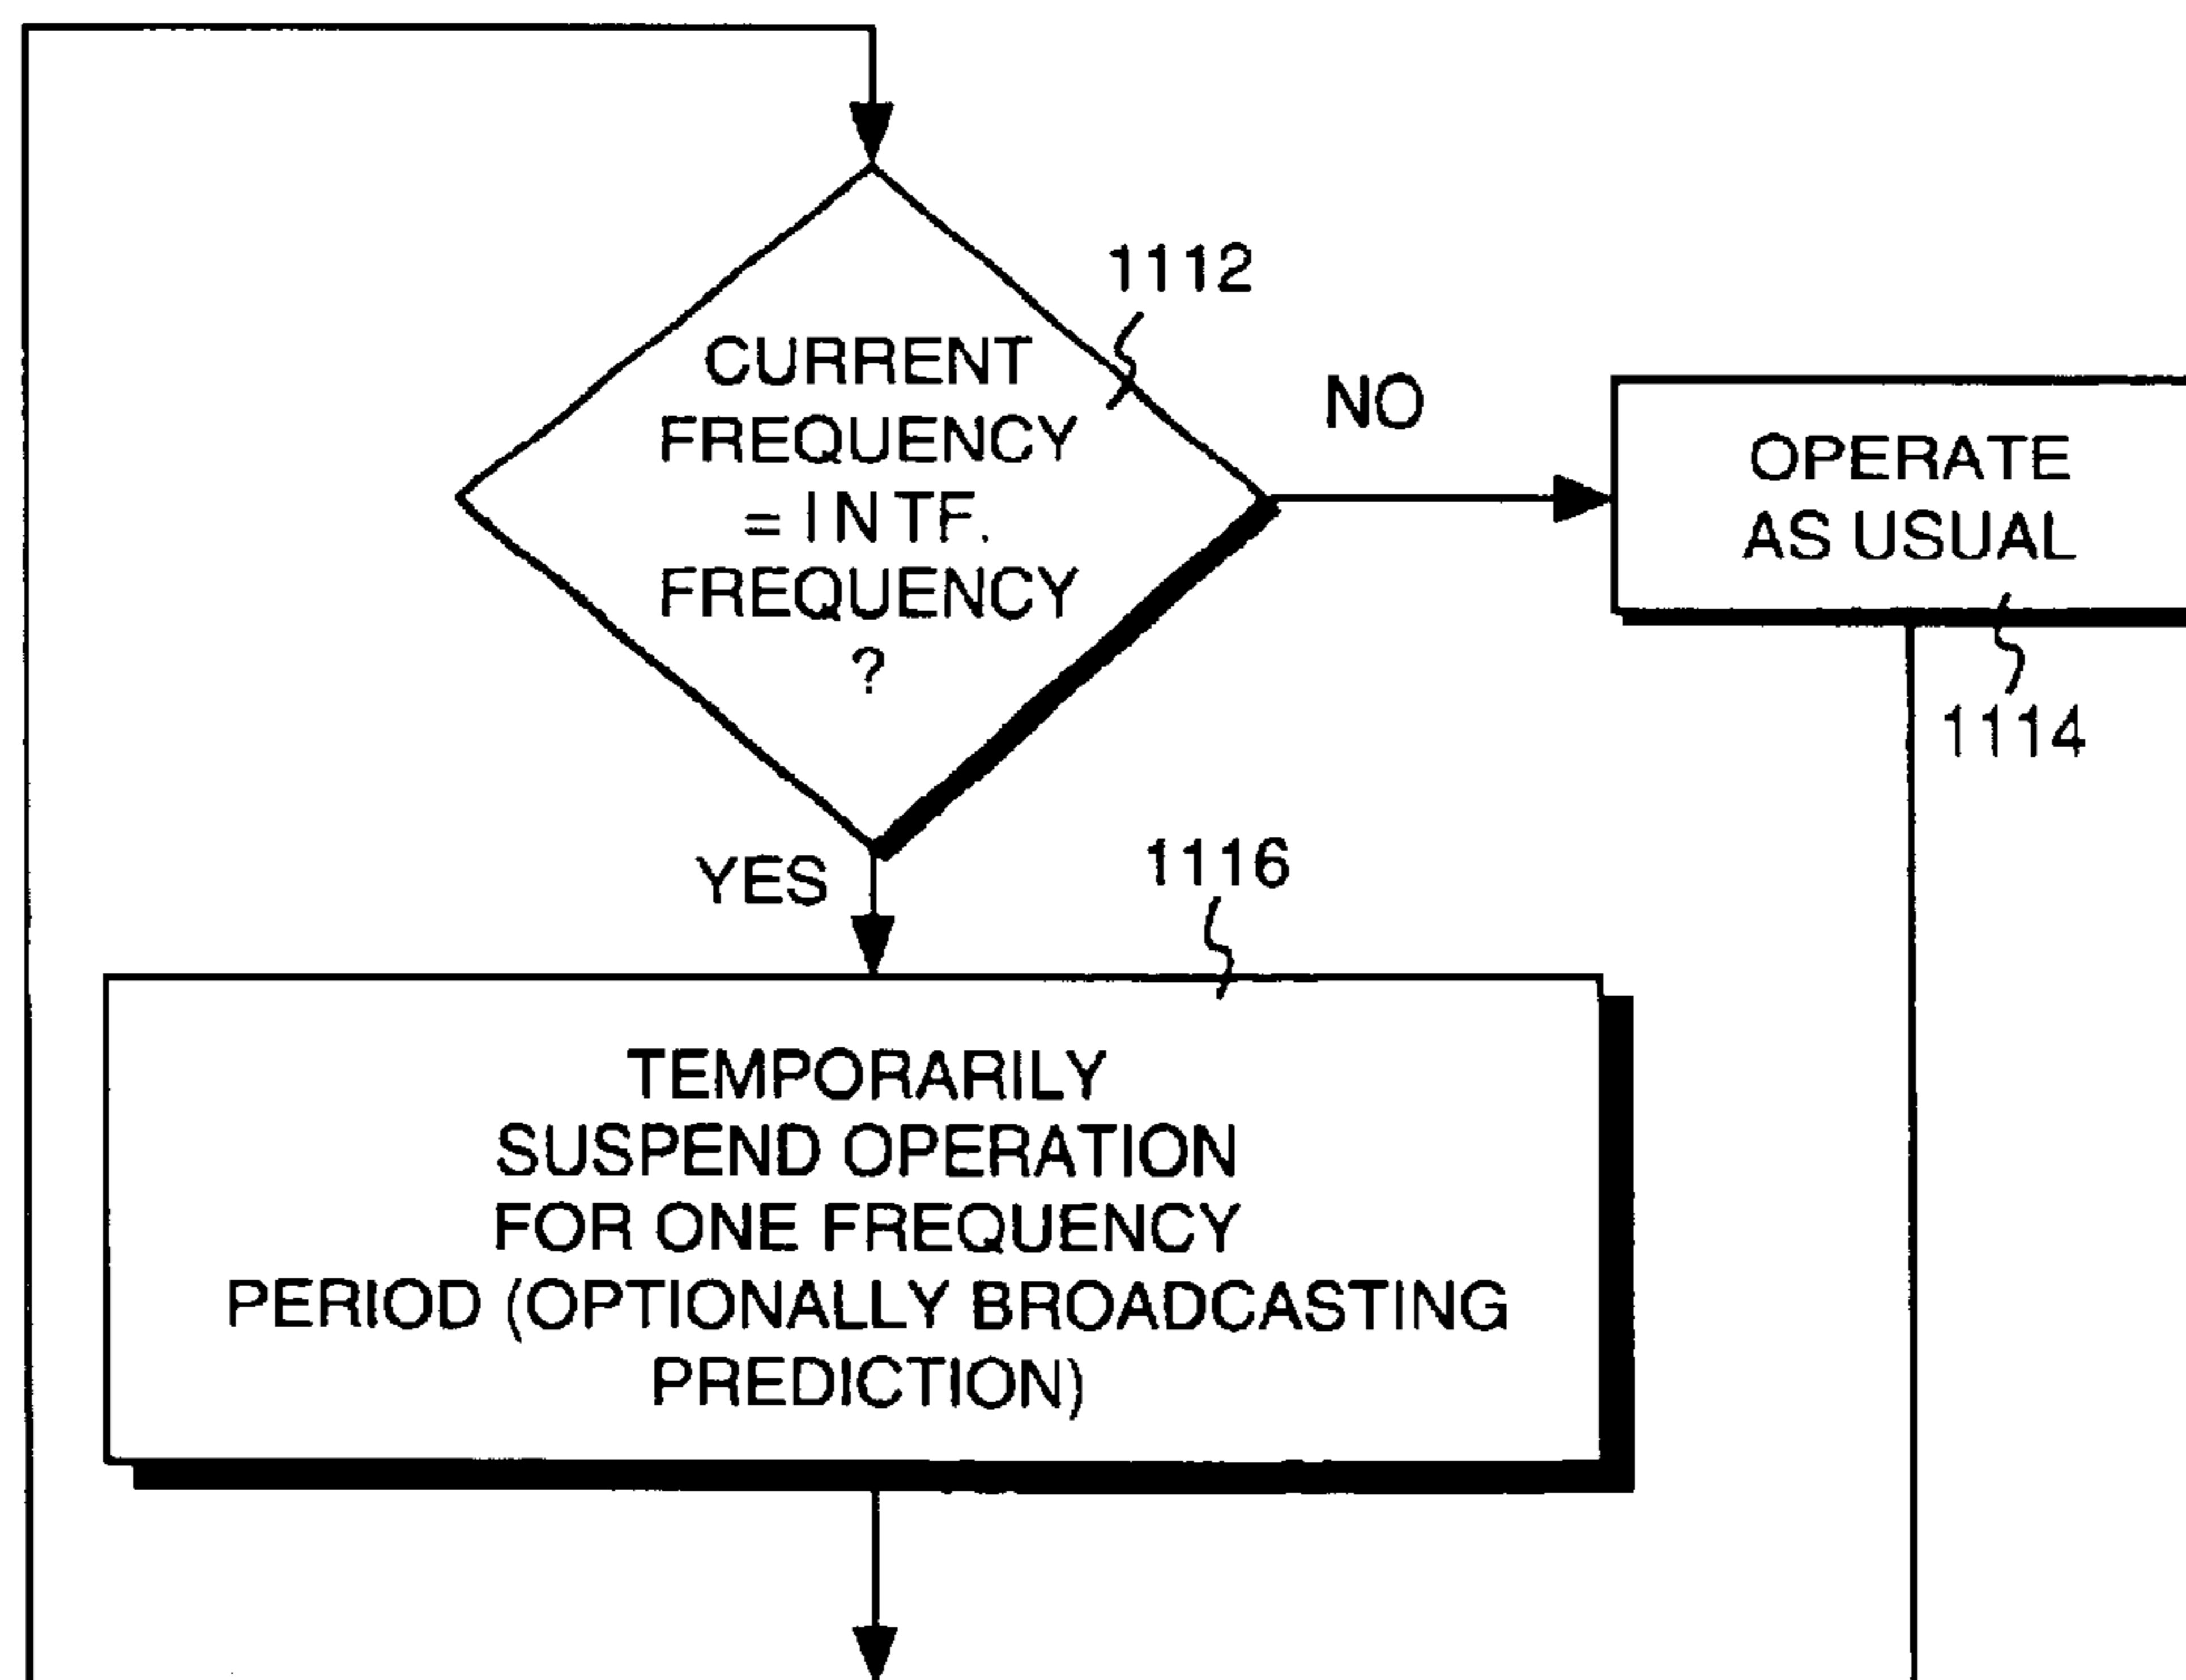 1112
CURRENT
FREQUENCY
= INTF.
FREQUENCY
?
NO
OPERATE
AS USUAL
1114
YES
1116
TEMPORARILY
SUSPEND OPERATION
FOR ONE FREQUENCY
PERIOD (OPTIONALLY BROADCASTING
PREDICTION)